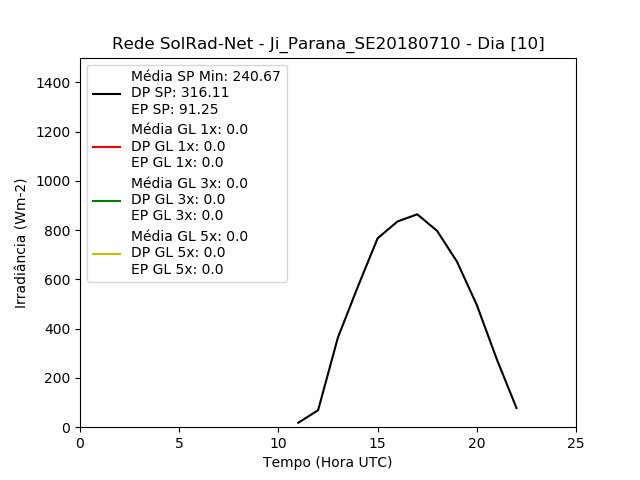 Rede SolRad-Net - Ji_Parana_SE20180710 - Dia [10]
Média SP Min: 240.67
DP SP: 316.11
EP SP: 91.25
Média GL 1x: 0.0
DP GL 1x: 0.0
EP GL 1x: 0.0
Média GL 3x: 0.0
DP GL 3x: 0.0
EP GL 3x: 0.0
Média GL 5x: 0.0
DP GL 5x: 0.0
EP GL 5x: 0.0
Irradiância (Wm-2)
1400
1200
1000
800
600
400
200
0
0 5 10 15 20 25
Tempo (Hora UTC)